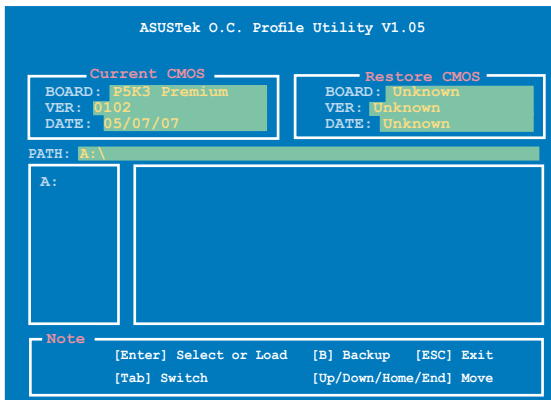 ASUSTek O.C. Profile Utility V1.05
Current CMOS
BOARD: P5K3 Premium
VER: 0102
DATE: 05/07/07
Restore CMOS
BOARD: Unknown
VER: Unknown
DATE: Unknown
PATH: A:\
A:
Note
[Enter] Select or Load [B] Backup [ESC] Exit
[Tab] Switch [Up/Down/Home/End] Move